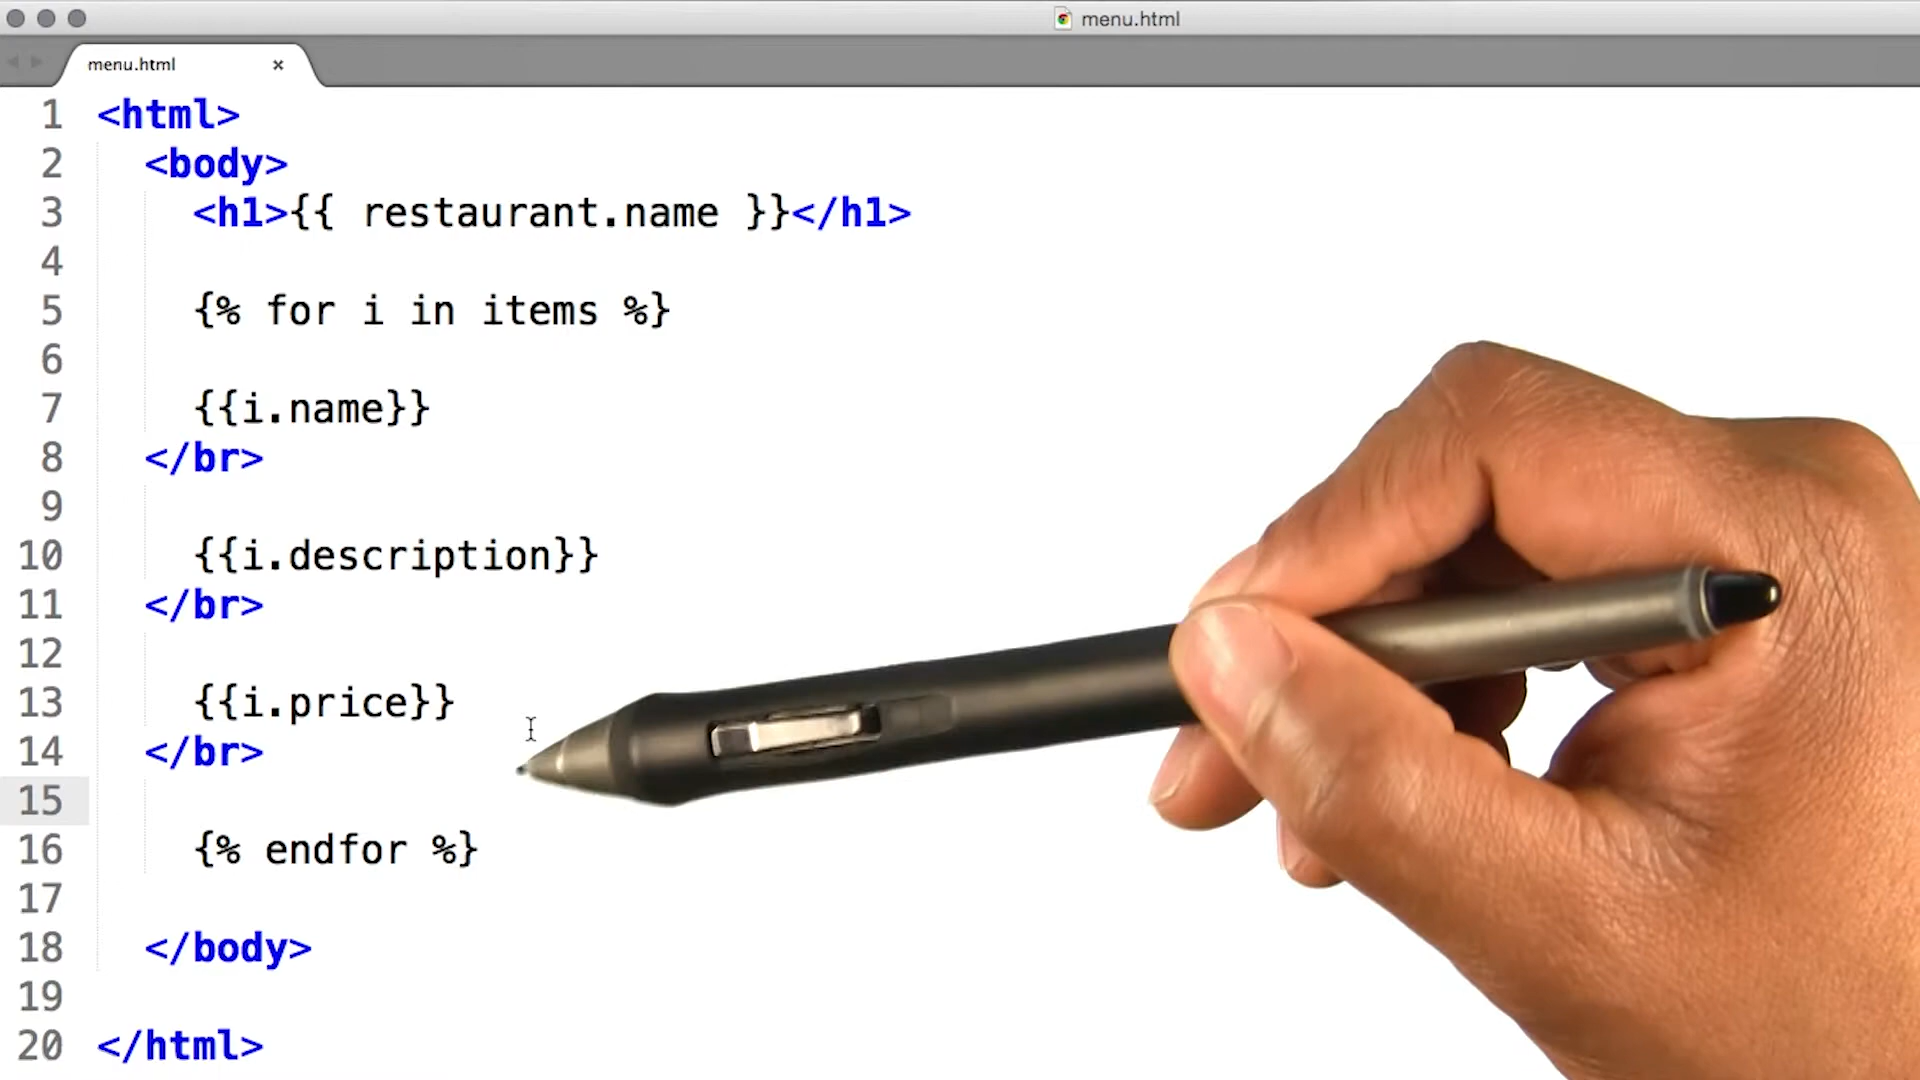 menu.html
menu.html ×
1 <html>
2 <body>
3 <h1>{{ restaurant.name }}</h1>
4
5 {% for i in items %}
6
7 {{i.name}}
8 </br>
9
10 {{i.description}}
11 </br>
12
13 {{i.price}}
14 </br>
15
16 {% endfor %}
17
18 </body>
19
20 </html>